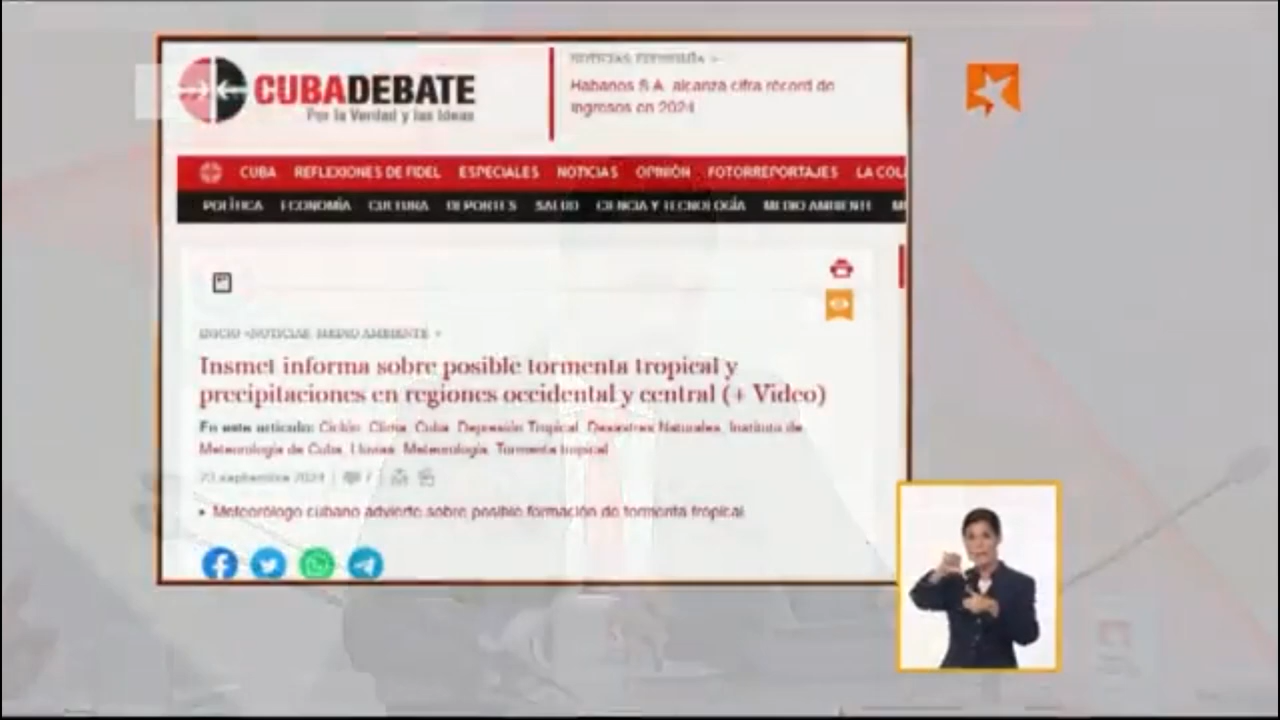 CUBADEBATE
Por la Verdad y las Ideas
NOTICIAS, ECONOMÍA »
Habanos S.A. alcanza cifra récord de
ingresos en 2024
CUBA REFLEXIONES DE FIDEL ESPECIALES NOTICIAS OPINIÓN FOTORREPORTAJES LA COL
POLÍTICA ECONOMÍA CULTURA DEPORTES SALUD CIENCIA Y TECNOLOGÍA MEDIO AMBIENTE M
INICIO »NOTICIAS, MEDIO AMBIENTE »
Insmet informa sobre posible tormenta tropical y
precipitaciones en regiones occidental y central (+ Video)
En este artículo: Ciclón, Clima, Cuba, Depresión Tropical, Desastres Naturales, Instituto de
Meteorología de Cuba, Lluvias, Meteorología, Tormenta tropical
septiembre 2024 | 7 |
• Meteorólogo cubano advierte sobre posible formación de tormenta tropical